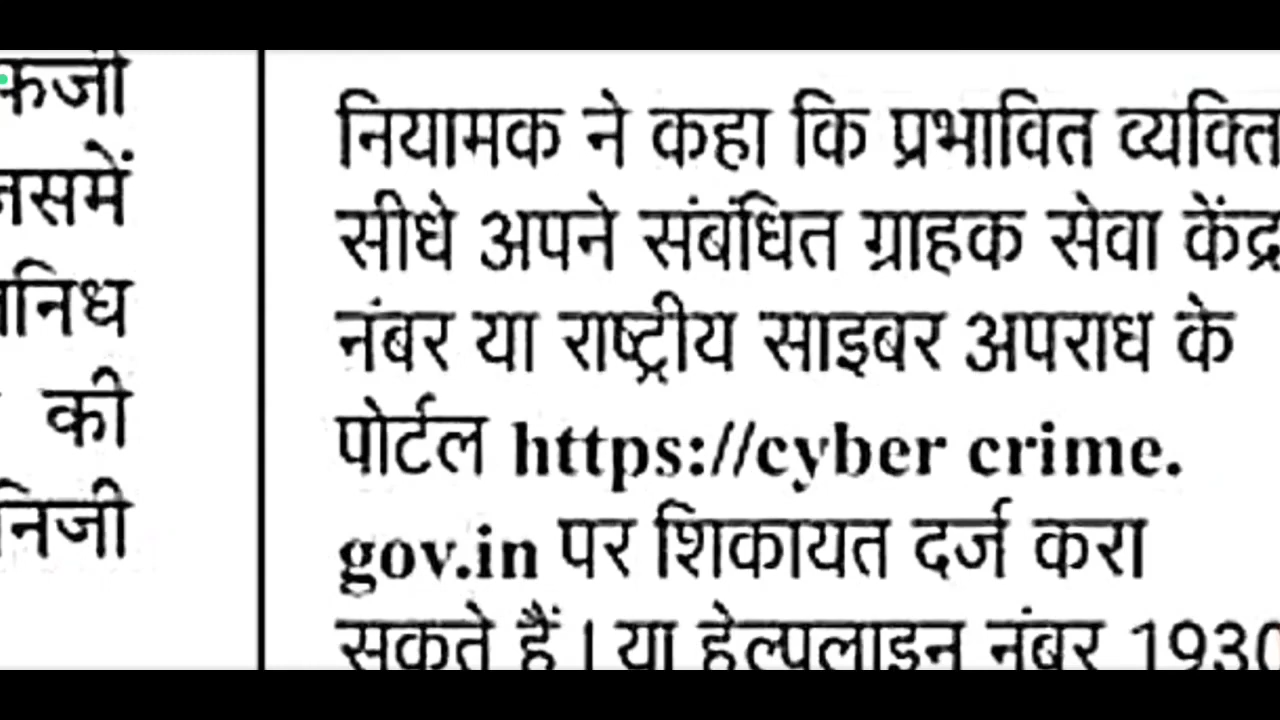 फर्जी
जिसमें
की
निजी
नियामक ने कहा कि प्रभावित व्यक्ति
सीधे अपने संबंधित ग्राहक सेवा केंद्र
नंबर या राष्ट्रीय साइबर अपराध के
पोर्टल https://cyber crime.
gov.in पर शिकायत दर्ज करा
सकते हैं। या हेल्पलाइन नंबर 1930